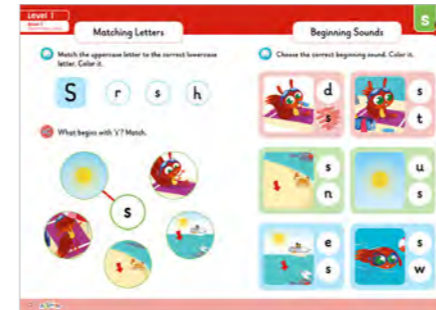 Level 1
Matching Letters
Match the uppercase letter to the correct lowercase
letter. Color it.
S r s h
What begins with 's'? Match.
s
Beginning Sounds
S
Choose the correct beginning sound. Color it.
d
s
s
t
s
n
u
s
e
s
s
w